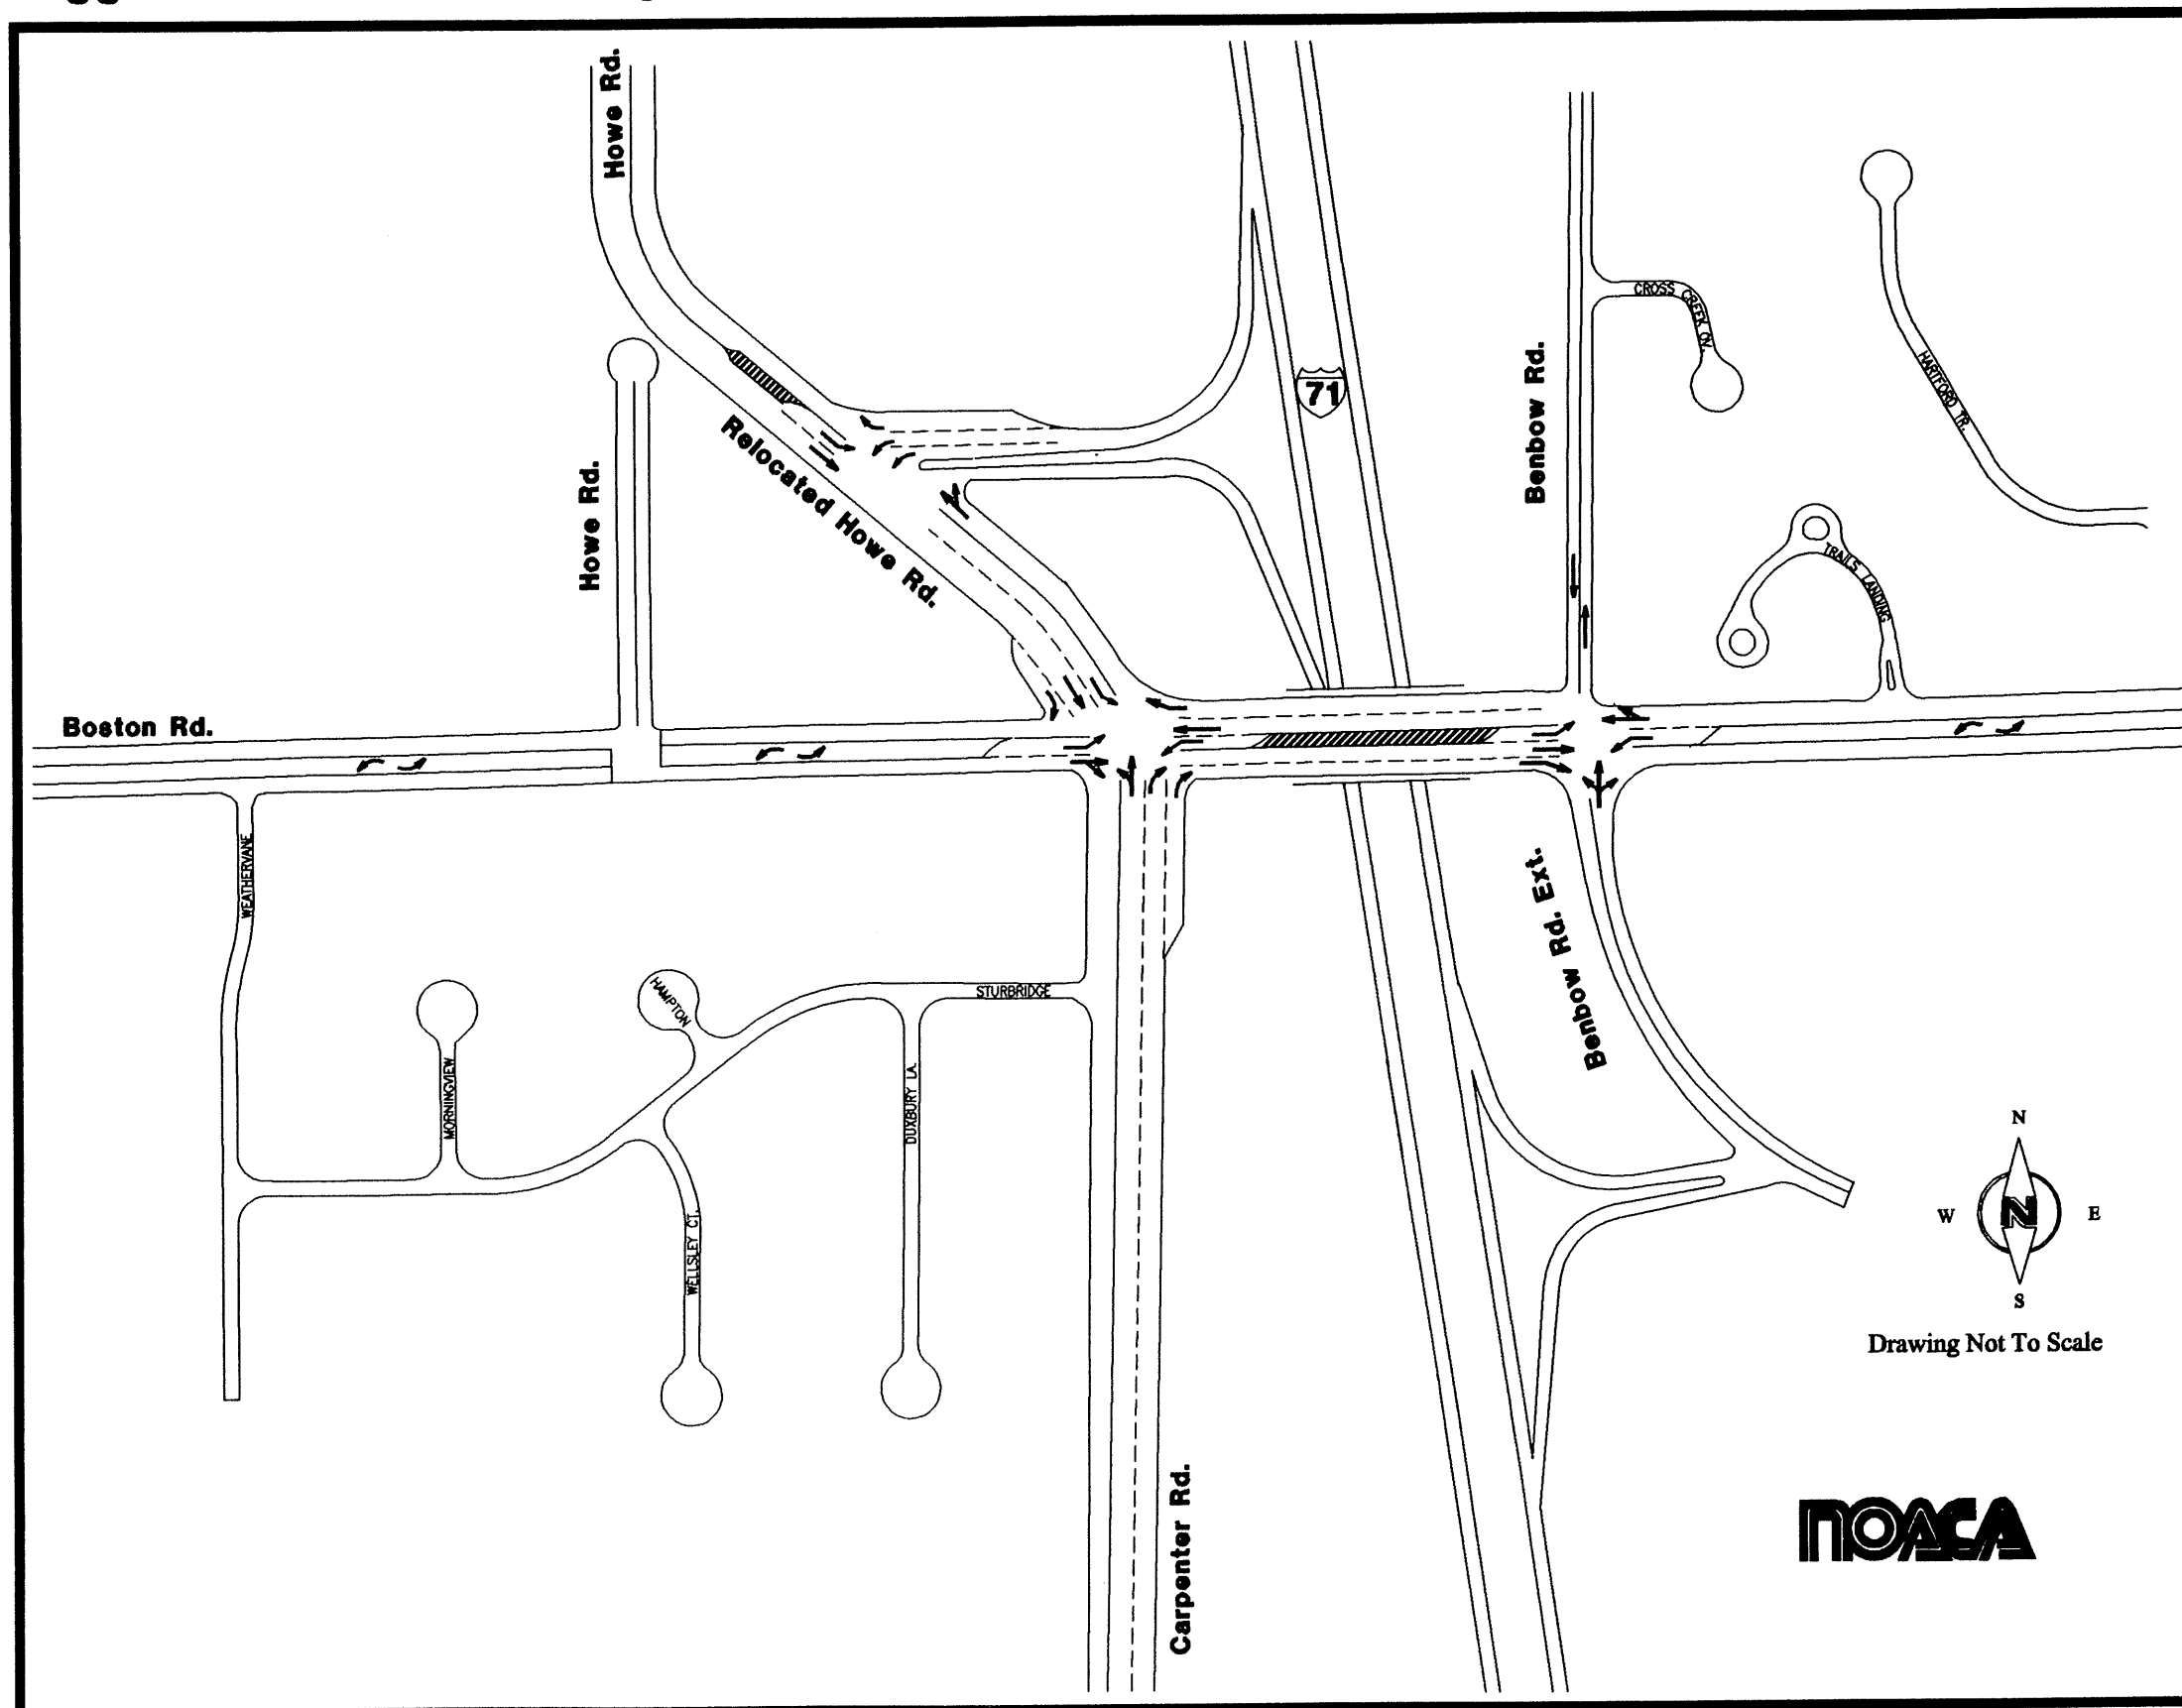 Howe Rd.
71
CROSS CREEK OV.
HARTFORD TR.
Benbow Rd.
Relocated Howe Rd.
Howe Rd.
TRAILS LANDING
Boston Rd.
WEATHERVANE
Benbow Rd. Ext.
HAMPTON
STURBRIDGE
MORNINGVIEW
DUXBURY LA.
WELLSLEY CT.
N
W
N
E
S
Drawing Not To Scale
Carpenter Rd.
NOACA